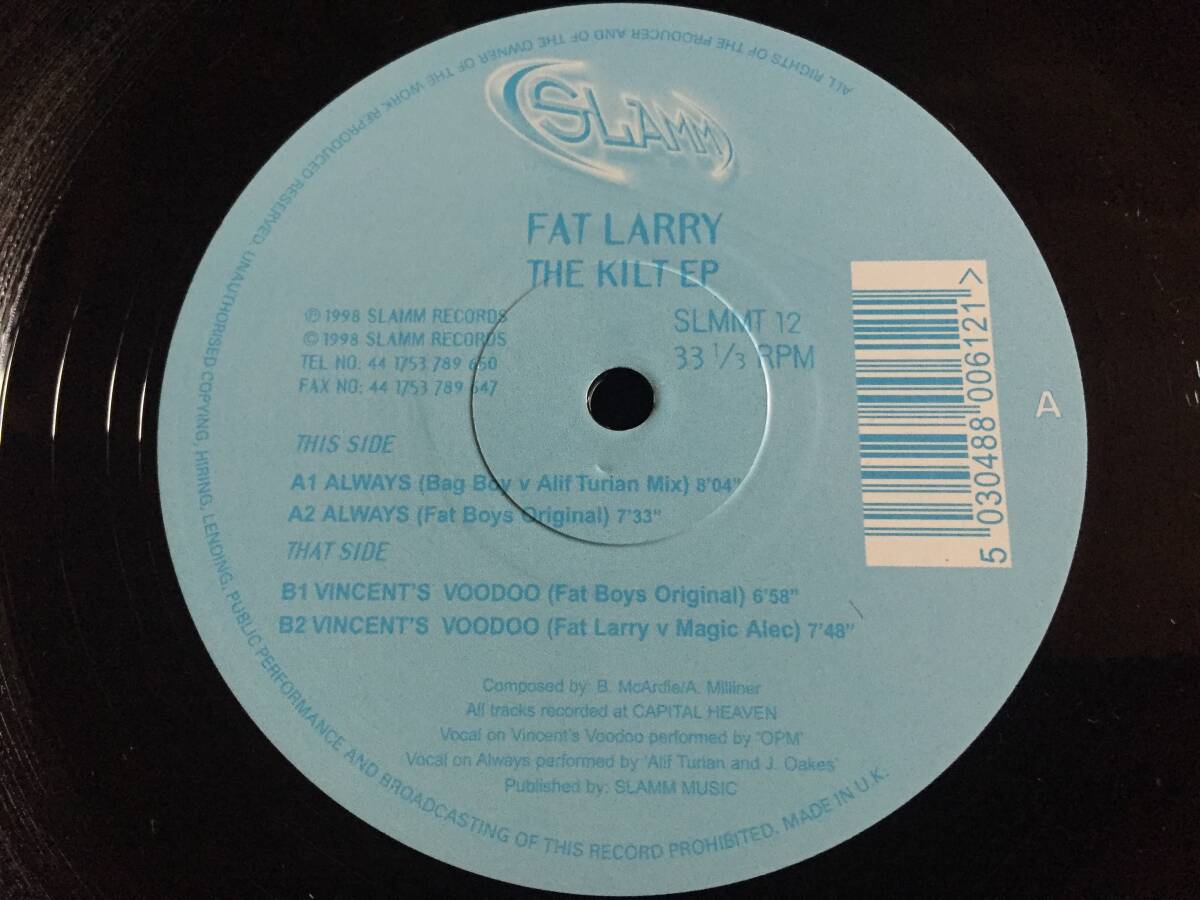 SLAMM
FAT LARRY
THE KILT EP
℗ 1998 SLAMM RECORDS
© 1998 SLAMM RECORDS
TEL NO: 44 1753 789 650
FAX NO: 44 1753 789 647
SLMMT 12
33 1/3 RPM
5 030488 006121 >
A
THIS SIDE
A1 ALWAYS (Bag Boy v Alif Turian Mix) 8'04"
A2 ALWAYS (Fat Boys Original) 7'33"
THAT SIDE
B1 VINCENT'S VOODOO (Fat Boys Original) 6'58"
B2 VINCENT'S VOODOO (Fat Larry v Magic Alec) 7'48"
Composed by: B. McArdle/A. Milliner
All tracks recorded at CAPITAL HEAVEN
Vocal on Vincent's Voodoo performed by 'OPM'
Vocal on Always performed by 'Alif Turian and J. Oakes'
Published by: SLAMM MUSIC
ALL RIGHTS OF THE PRODUCER AND OF THE OWNER OF THE WORK REPRODUCED RESERVED. UNAUTHORISED COPYING, HIRING, LENDING, PUBLIC PERFORMANCE AND BROADCASTING OF THIS RECORD PROHIBITED. MADE IN U.K.